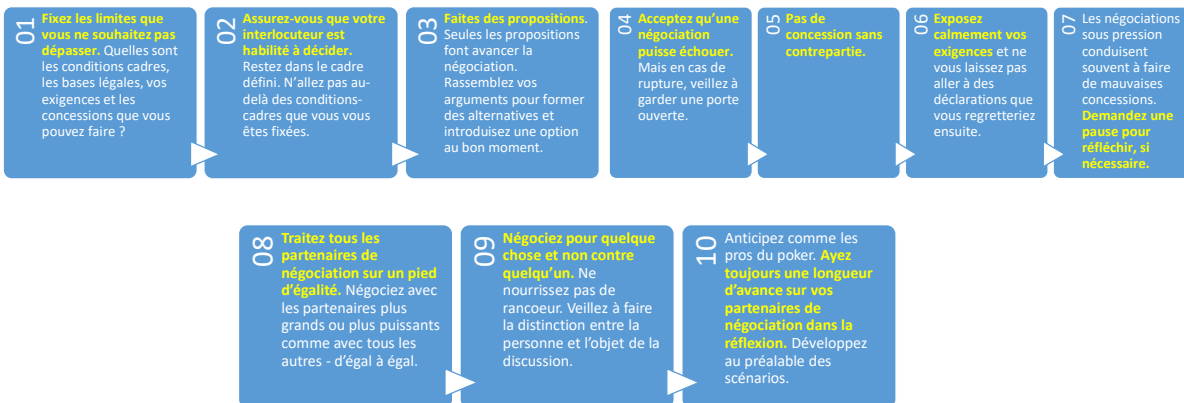 01
Fixez les limites que
vous ne souhaitez pas
dépasser. Quelles sont
les conditions cadres,
les bases légales, vos
exigences et les
concessions que vous
pouvez faire ?
02
Assurez-vous que votre
interlocuteur est
habilité à décider.
Restez dans le cadre
défini. N’allez pas au-
delà des conditions-
cadres que vous vous
êtes fixées.
03
Faites des propositions.
Seules les propositions
font avancer la
négociation.
Rassemblez vos
arguments pour former
des alternatives et
introduisez une option
au bon moment.
04
Acceptez qu’une
négociation
puisse échouer.
Mais en cas de
rupture, veillez à
garder une porte
ouverte.
05
Pas de
concession sans
contrepartie.
06
Exposez
calmement vos
exigences et ne
vous laissez pas
aller à des
déclarations que
vous regretteriez
ensuite.
07
Les négociations
sous pression
conduisent
souvent à faire
de mauvaises
concessions.
Demandez une
pause pour
réfléchir, si
nécessaire.
08
Traitez tous les
partenaires de
négociation sur un pied
d’égalité. Négociez avec
les partenaires plus
grands ou plus puissants
comme avec tous les
autres - d’égal à égal.
09
Négociez pour quelque
chose et non contre
quelqu’un. Ne
nourrissez pas de
rancoeur. Veillez à faire
la distinction entre la
personne et l’objet de la
discussion.
10
Anticipez comme les
pros du poker. Ayez
toujours une longueur
d’avance sur vos
partenaires de
négociation dans la
réflexion. Développez
au préalable des
scénarios.